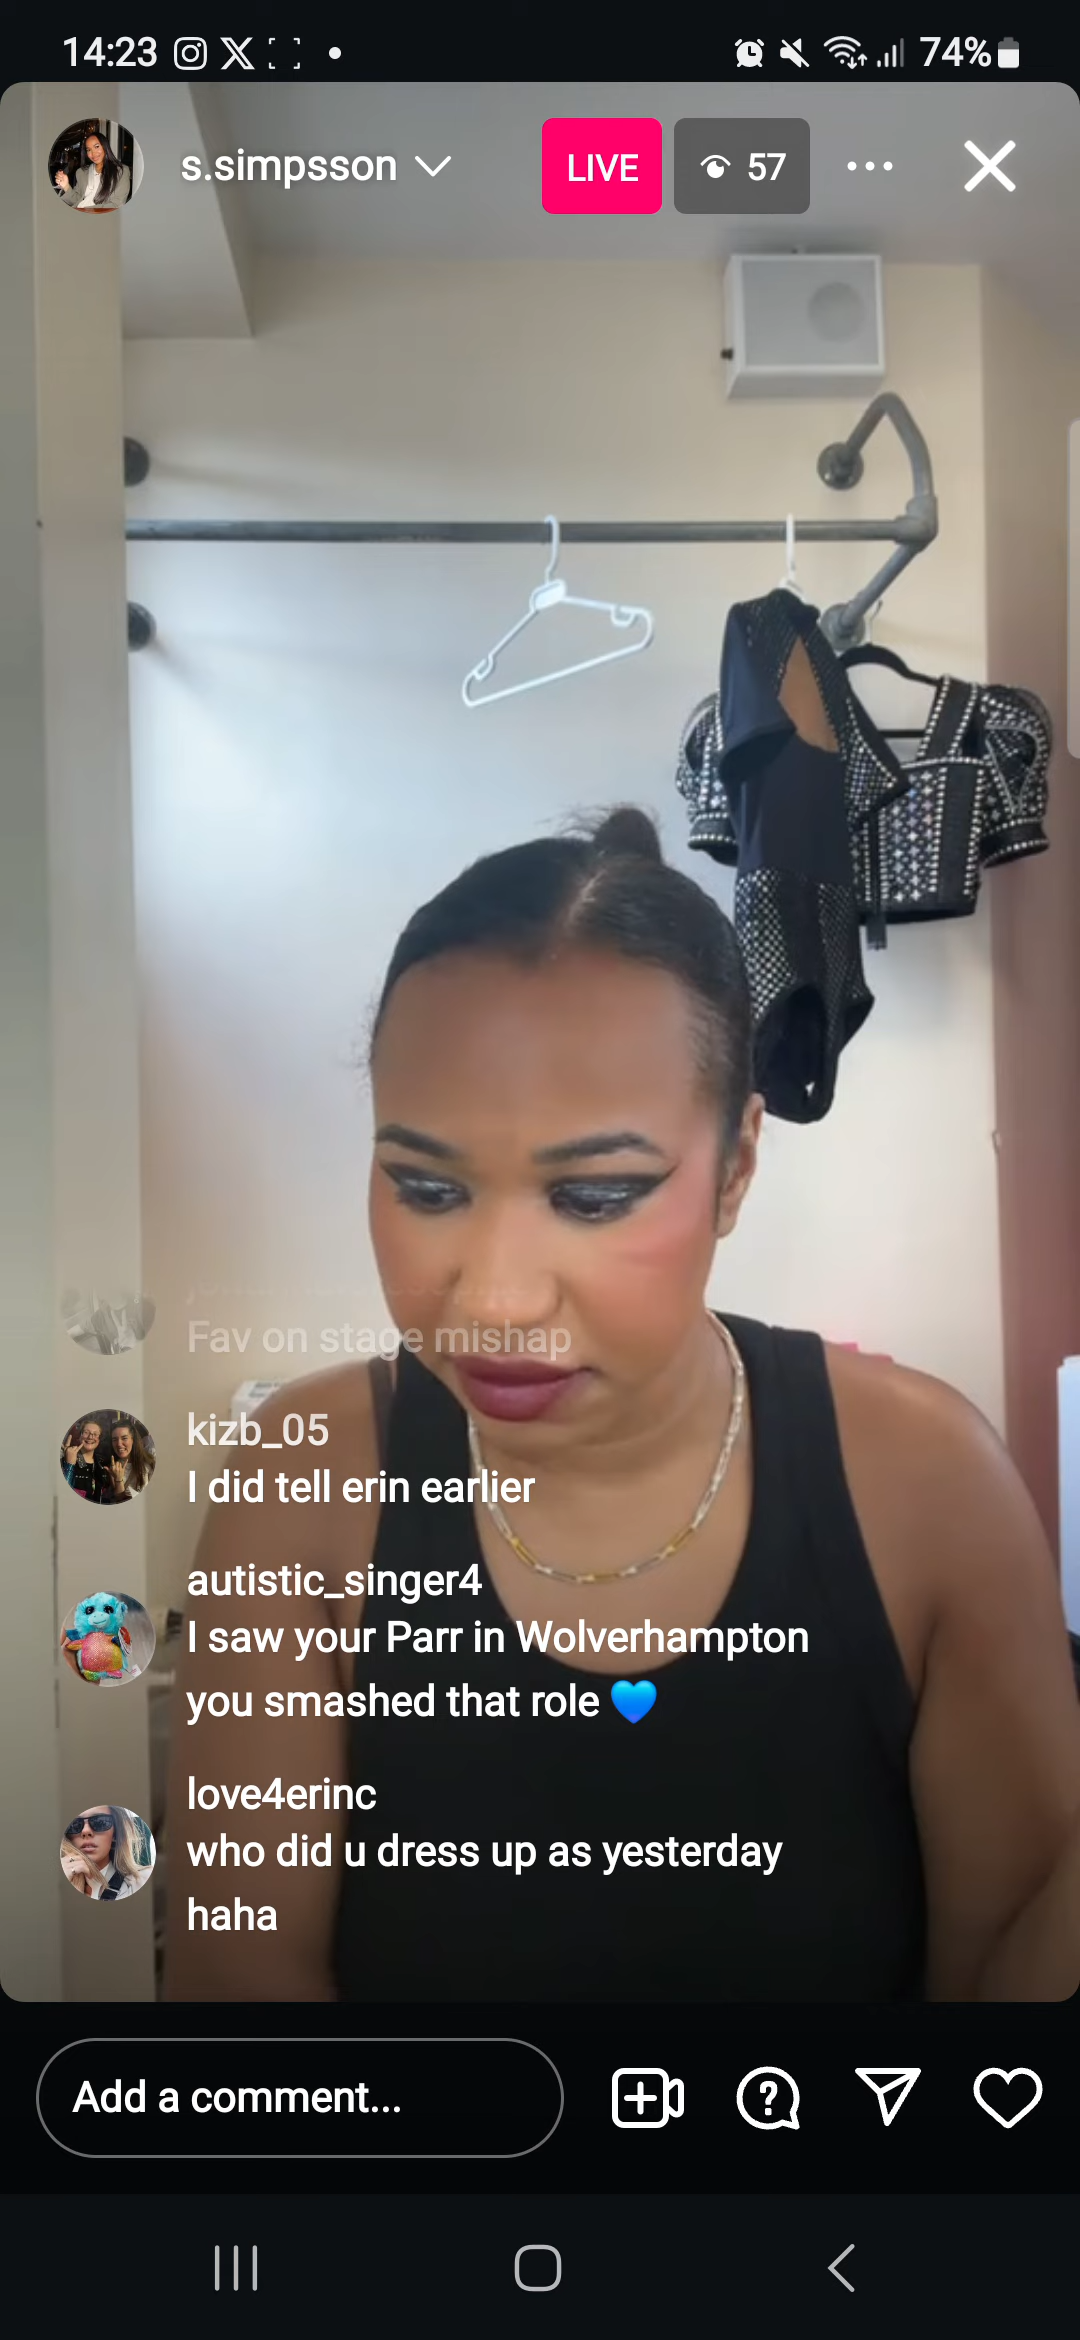 14:23
74%
s.simpsson
LIVE
57
Fav on stage mishap
kizb_05
I did tell erin earlier
autistic_singer4
I saw your Parr in Wolverhampton
you smashed that role 💙
love4erinc
who did u dress up as yesterday
haha
Add a comment...